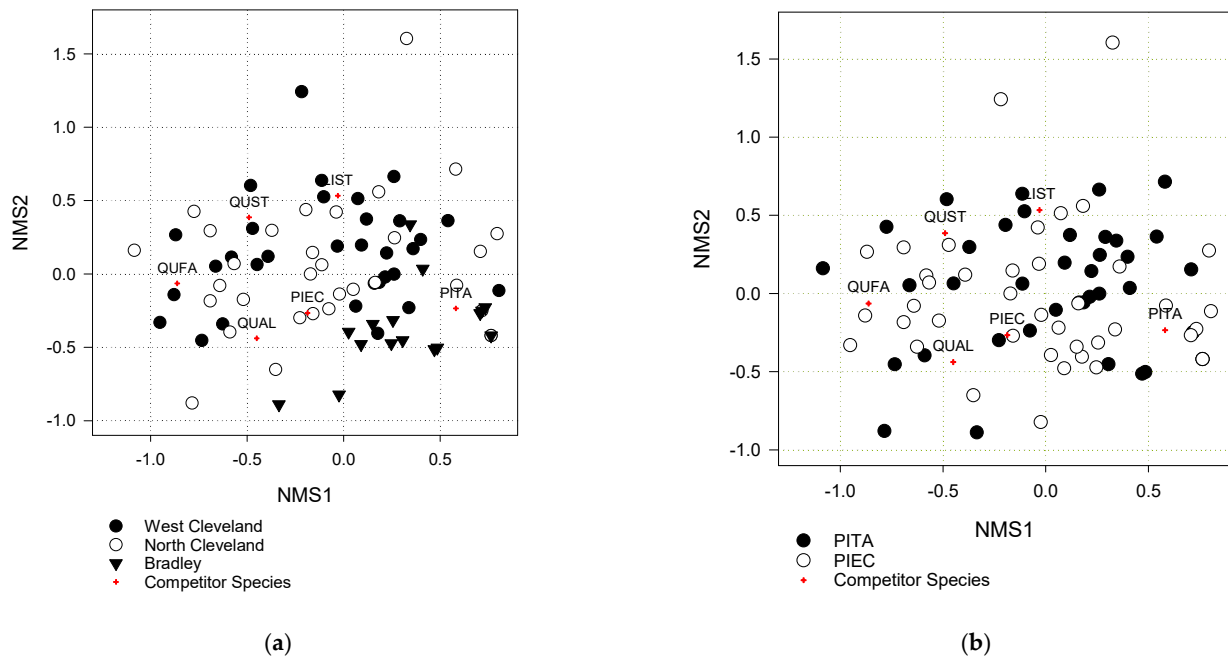 1.5
1.0
0.5
0.0
-0.5
-1.0
NMS2
LIST
QUST
QUFA
PIEC
PITA
QUAL
-1.0 -0.5 0.0 0.5
NMS1
West Cleveland
North Cleveland
Bradley
Competitor Species
(a)
1.5
1.0
0.5
0.0
-0.5
-1.0
NMS2
LIST
QUST
QUFA
PIEC
PITA
QUAL
-1.0 -0.5 0.0 0.5
NMS1
PITA
PIEC
Competitor Species
(b)